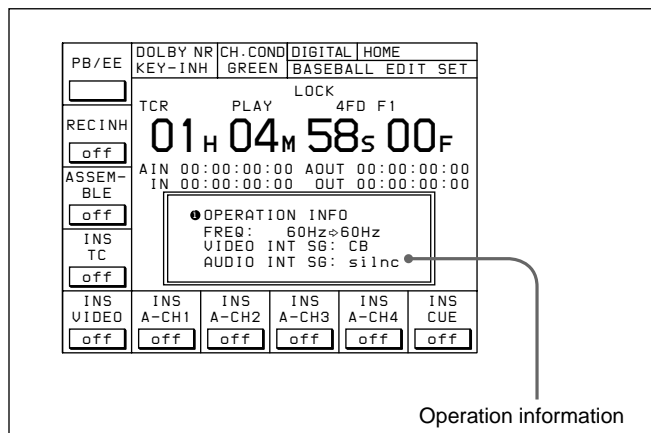 PB/EE
DOLBY NR CH.COND DIGITAL HOME
KEY-INH GREEN BASEBALL EDIT SET
LOCK
TCR PLAY 4FD F1
01H 04M 58S 00F
RECINH
off
AIN 00:00:00:00 AOUT 00:00:00:00
IN 00:00:00:00 OUT 00:00:00:00
ASSEM-
BLE
off
❶OPERATION INFO
FREQ: 60Hz⇨60Hz
VIDEO INT SG: CB
AUDIO INT SG: silnc
INS
TC
off
INS INS INS INS INS INS
VIDEO A-CH1 A-CH2 A-CH3 A-CH4 CUE
off off off off off off
Operation information